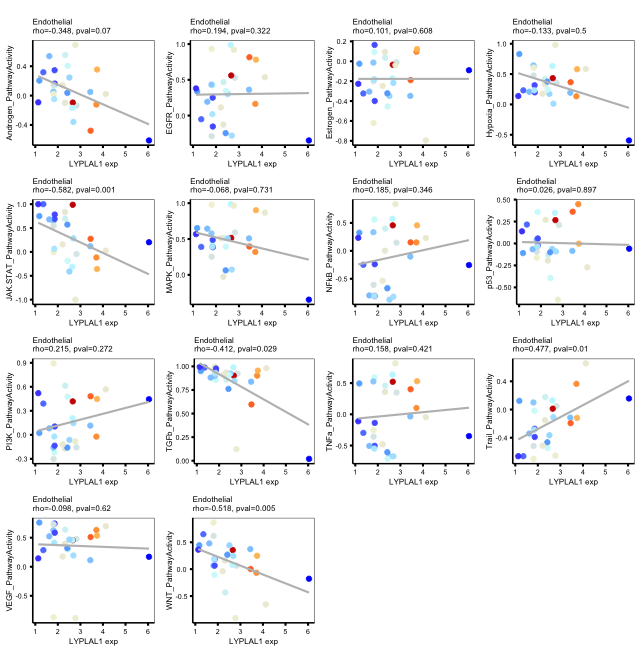 Endothelial
rho=-0.348, pval=0.07
Androgen_PathwayActivity
0.4
0.0
-0.4
1 2 3 4 5 6
LYPLAL1 exp
Endothelial
rho=0.194, pval=0.322
EGFR_PathwayActivity
1.0
0.5
0.0
1 2 3 4 5 6
LYPLAL1 exp
Endothelial
rho=0.101, pval=0.608
Estrogen_PathwayActivity
0.2
0.0
-0.2
-0.4
-0.6
-0.8
1 2 3 4 5 6
LYPLAL1 exp
Endothelial
rho=-0.133, pval=0.5
Hypoxia_PathwayActivity
1.0
0.5
0.0
-0.5
1 2 3 4 5 6
LYPLAL1 exp
Endothelial
rho=-0.582, pval=0.001
JAK-STAT_PathwayActivity
1.0
0.5
0.0
-0.5
-1.0
1 2 3 4 5 6
LYPLAL1 exp
Endothelial
rho=-0.068, pval=0.731
MAPK_PathwayActivity
1.0
0.5
0.0
1 2 3 4 5 6
LYPLAL1 exp
Endothelial
rho=0.185, pval=0.346
NFkB_PathwayActivity
0.5
0.0
-0.5
1 2 3 4 5 6
LYPLAL1 exp
Endothelial
rho=0.026, pval=0.897
p53_PathwayActivity
0.50
0.25
0.00
-0.25
-0.50
1 2 3 4 5 6
LYPLAL1 exp
Endothelial
rho=0.215, pval=0.272
PI3K_PathwayActivity
0.9
0.6
0.3
0.0
-0.3
1 2 3 4 5 6
LYPLAL1 exp
Endothelial
rho=-0.412, pval=0.029
TGFb_PathwayActivity
1.00
0.75
0.50
0.25
0.00
1 2 3 4 5 6
LYPLAL1 exp
Endothelial
rho=0.158, pval=0.421
TNFa_PathwayActivity
0.5
0.0
-0.5
1 2 3 4 5 6
LYPLAL1 exp
Endothelial
rho=0.477, pval=0.01
Trail_PathwayActivity
0.4
0.0
-0.4
1 2 3 4 5 6
LYPLAL1 exp
Endothelial
rho=-0.098, pval=0.62
VEGF_PathwayActivity
0.5
0.0
-0.5
1 2 3 4 5 6
LYPLAL1 exp
Endothelial
rho=-0.518, pval=0.005
WNT_PathwayActivity
0.5
0.0
-0.5
1 2 3 4 5 6
LYPLAL1 exp